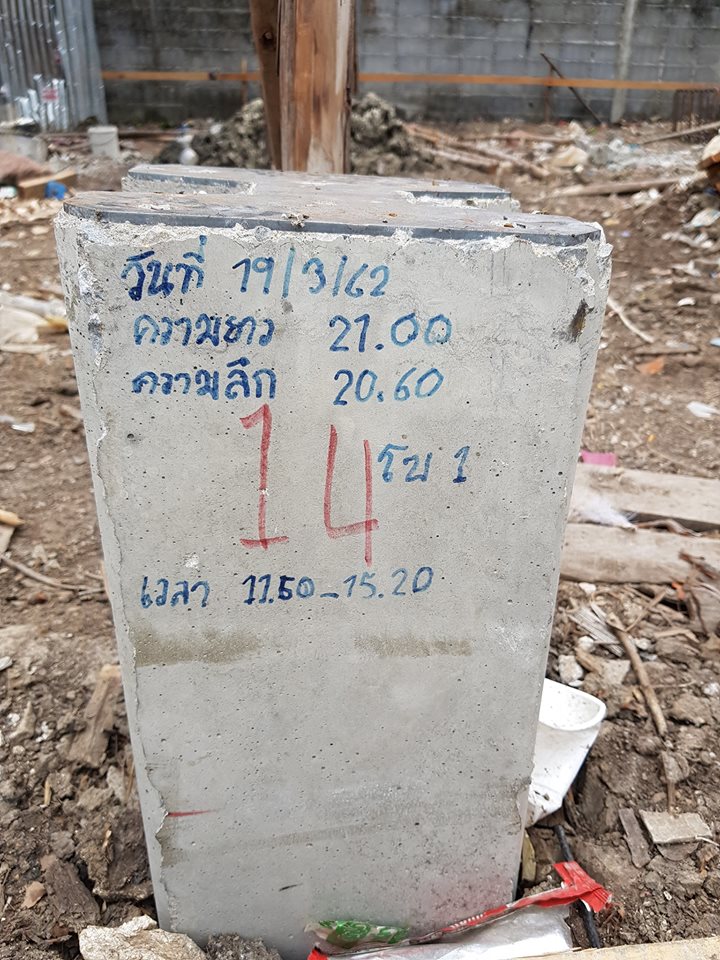 วันที่ 19/3/62
ความยาว 21.00
ความลึก 20.60
14 โบ 1
เวลา 11.50-15.20